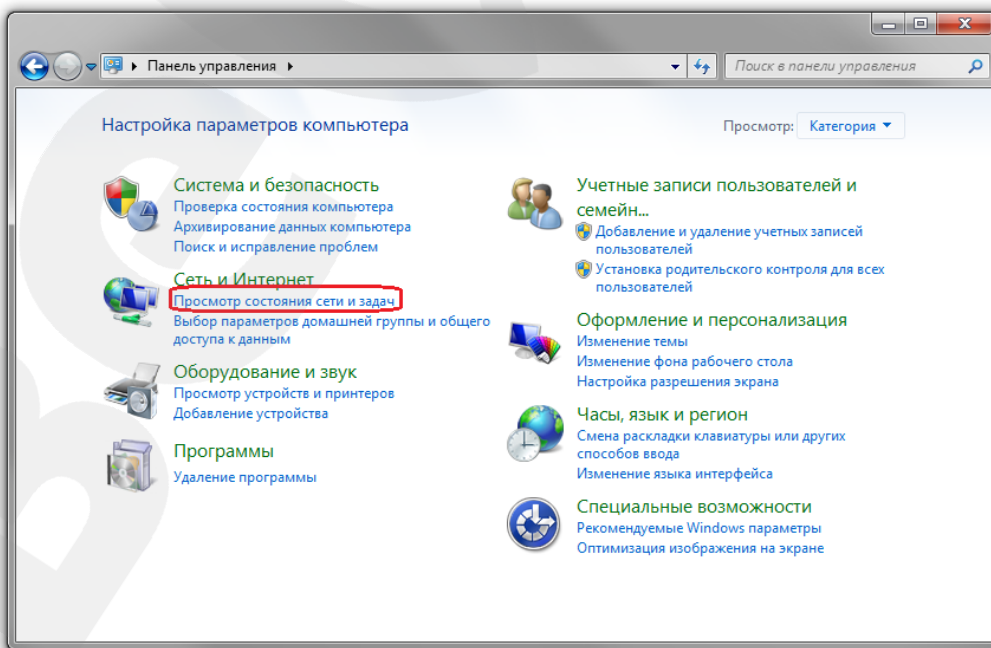 Панель управления
Поиск в панели управления
Настройка параметров компьютера
Просмотр: Категория
Система и безопасность
Проверка состояния компьютера
Архивирование данных компьютера
Поиск и исправление проблем
Сеть и Интернет
Просмотр состояния сети и задач
Выбор параметров домашней группы и общего
доступа к данным
Оборудование и звук
Просмотр устройств и принтеров
Добавление устройства
Программы
Удаление программы
Учетные записи пользователей и
семейн...
Добавление и удаление учетных записей
пользователей
Установка родительского контроля для всех
пользователей
Оформление и персонализация
Изменение темы
Изменение фона рабочего стола
Настройка разрешения экрана
Часы, язык и регион
Смена раскладки клавиатуры или других
способов ввода
Изменение языка интерфейса
Специальные возможности
Рекомендуемые Windows параметры
Оптимизация изображения на экране